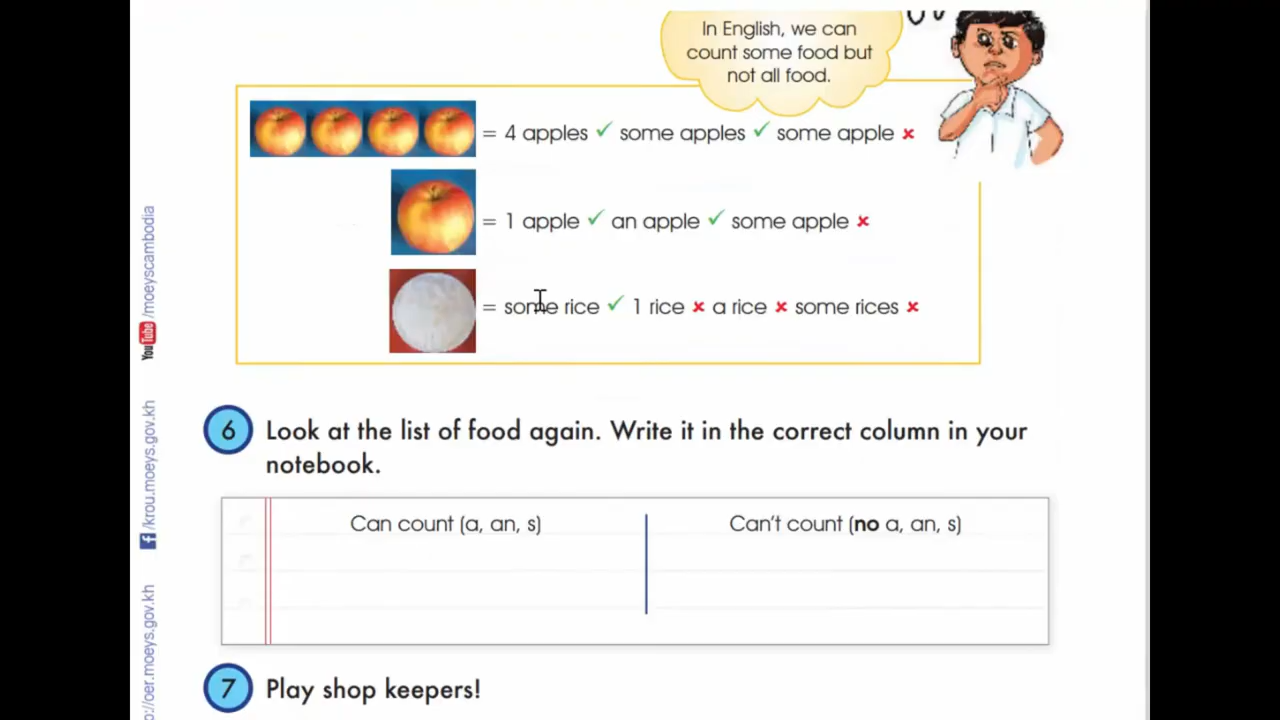 In English, we can
count some food but
not all food.
= 4 apples ✓ some apples ✓ some apple ✗
= 1 apple ✓ an apple ✓ some apple ✗
= some rice ✓ 1 rice ✗ a rice ✗ some rices ✗
6 Look at the list of food again. Write it in the correct column in your
notebook.
Can count (a, an, s)
Can't count (no a, an, s)
7 Play shop keepers!
YouTube /moeyscambodia
f /krou.moeys.gov.kh
://oer.moeys.gov.kh